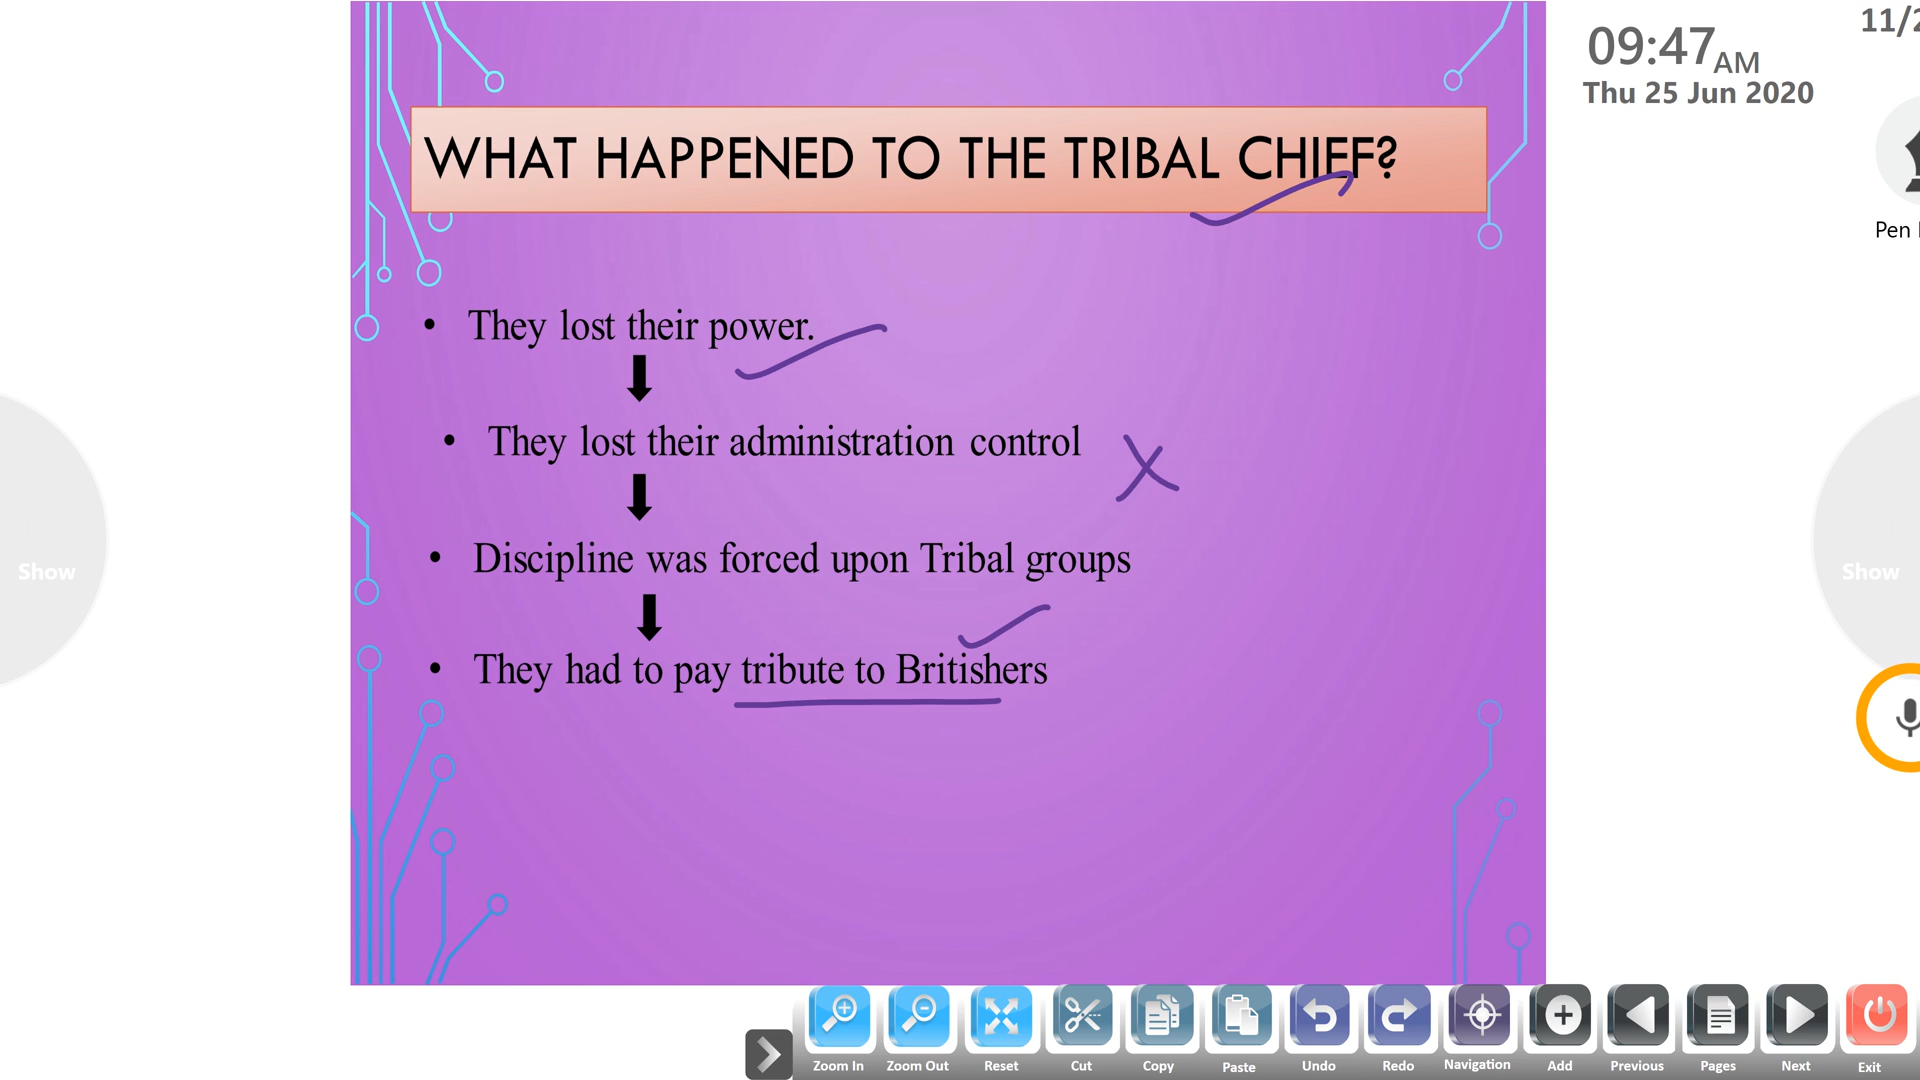 11/2
09:47AM
Thu 25 Jun 2020
WHAT HAPPENED TO THE TRIBAL CHIEF?
Pen
• They lost their power.
• They lost their administration control
• Discipline was forced upon Tribal groups
Show
Show
• They had to pay tribute to Britishers
Zoom In
Zoom Out
Reset
Cut
Copy
Paste
Undo
Redo
Navigation
Add
Previous
Pages
Next
Exit